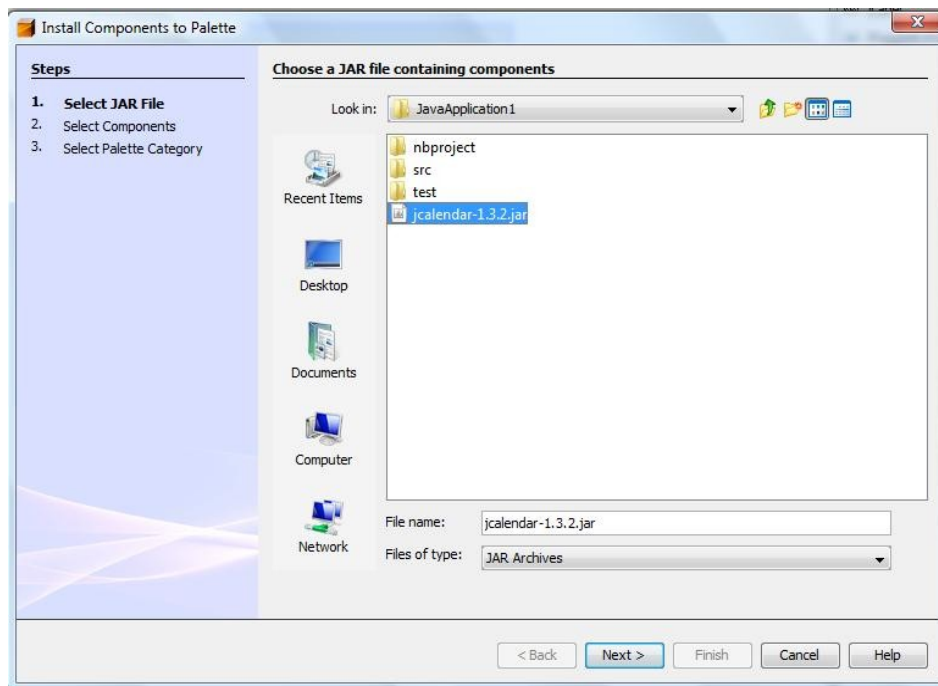 Install Components to Palette
Steps
1. Select JAR File
2. Select Components
3. Select Palette Category
Choose a JAR file containing components
Look in: JavaApplication1
Recent Items
Desktop
Documents
Computer
Network
nbproject
src
test
jcalendar-1.3.2.jar
File name: jcalendar-1.3.2.jar
Files of type: JAR Archives
< Back Next > Finish Cancel Help